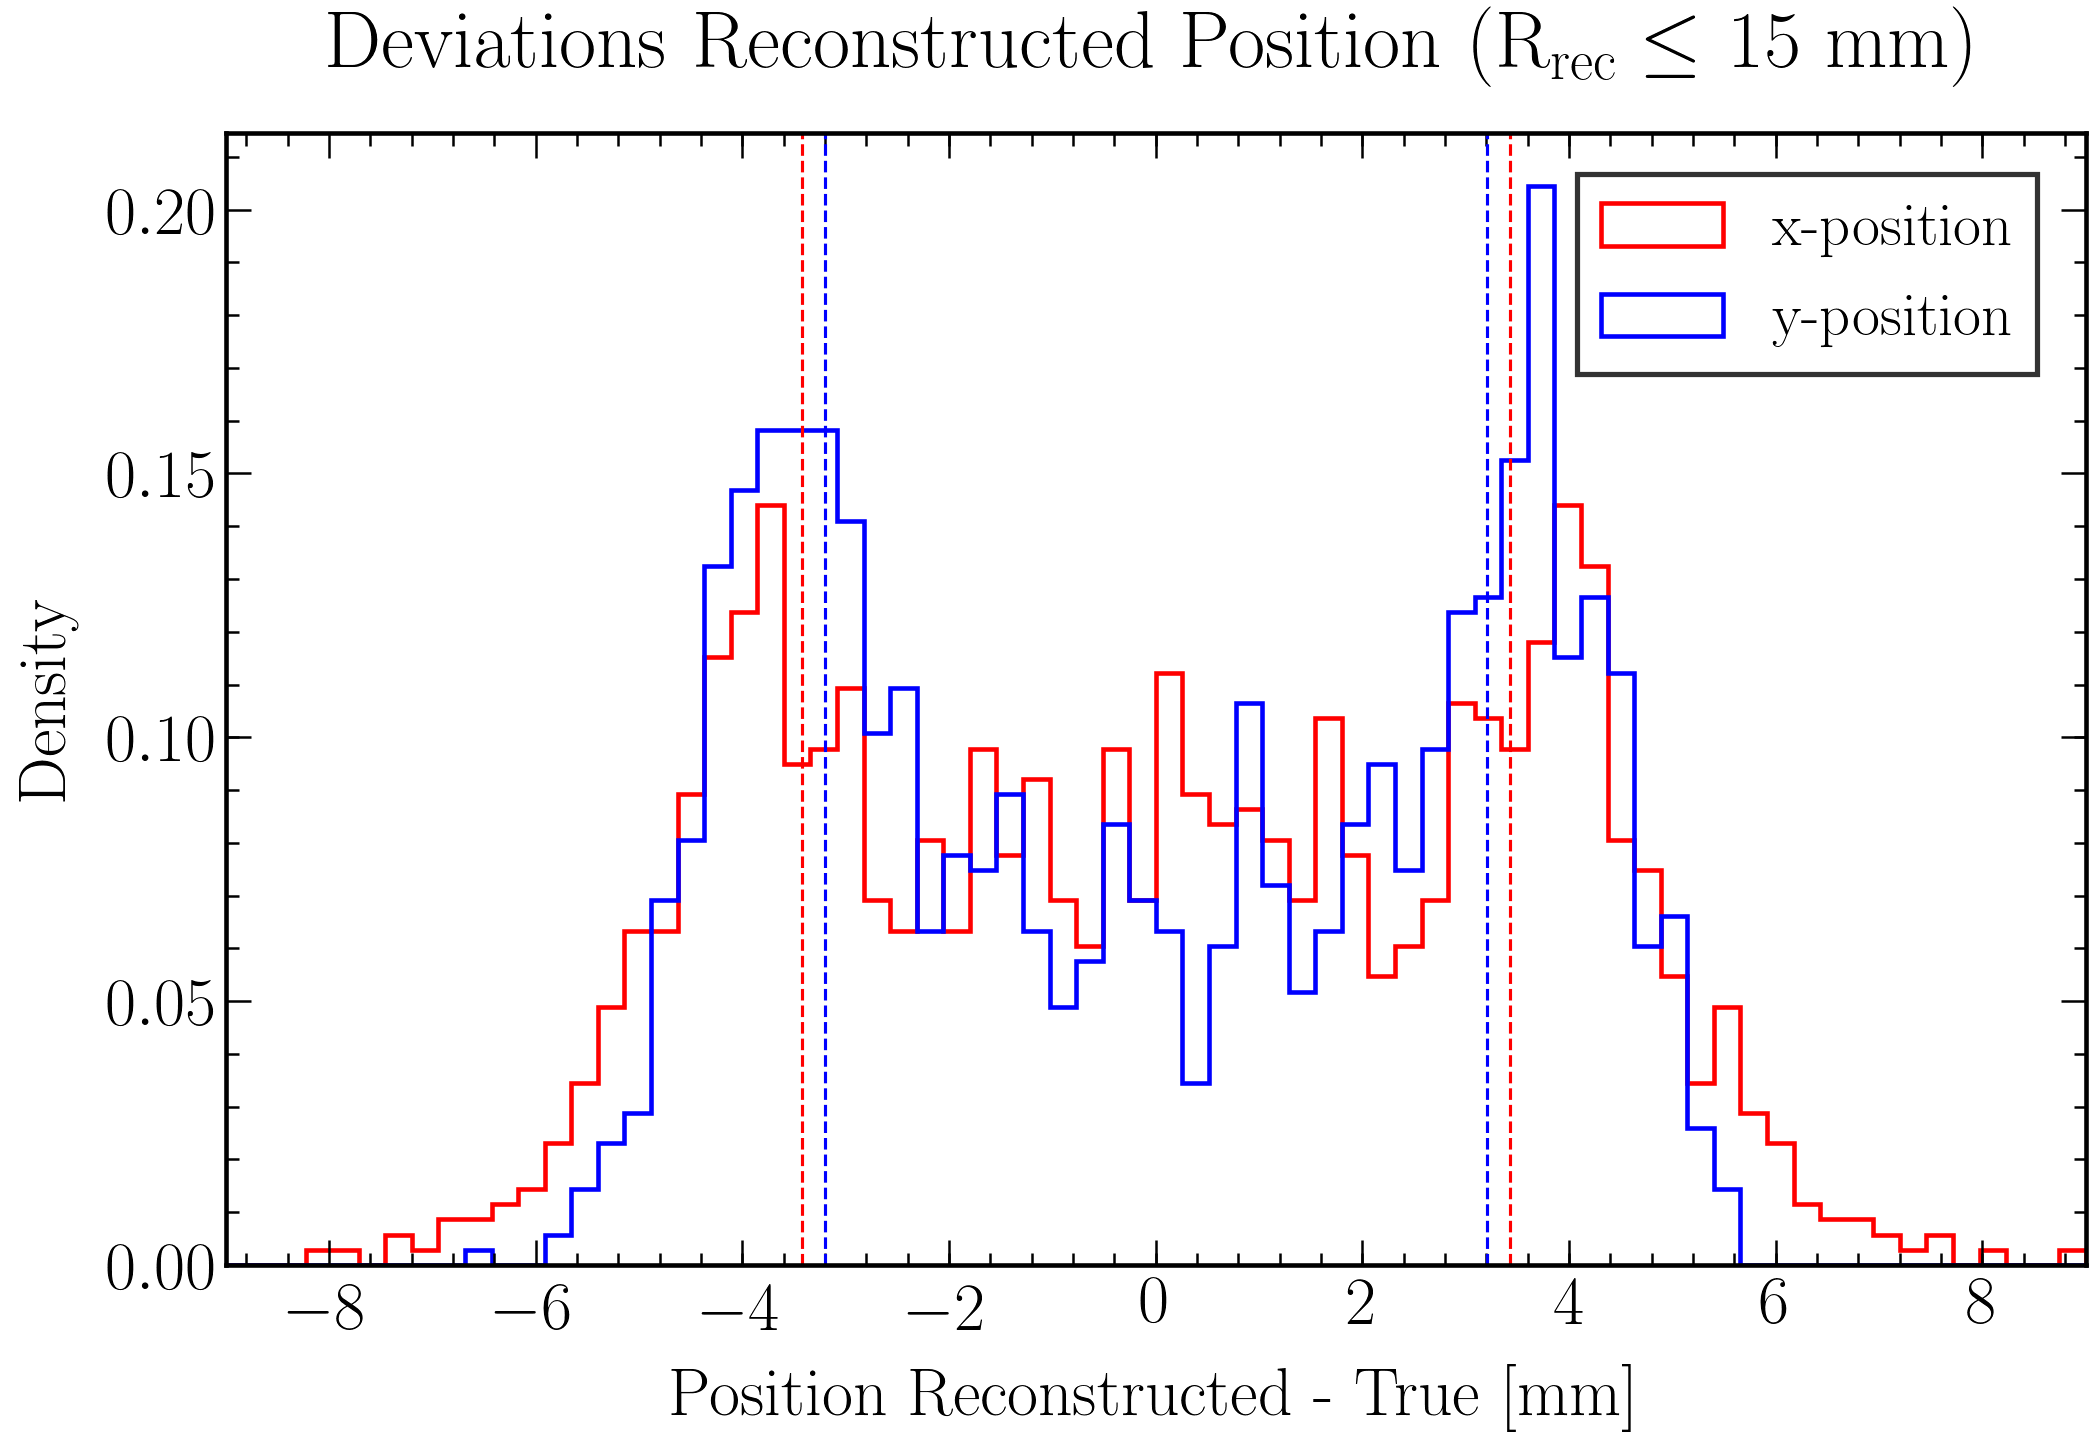 Deviations Reconstructed Position (R_rec ≤ 15 mm)
0.20
0.15
0.10
0.05
0.00
Density
x-position
y-position
−8 −6 −4 −2 0 2 4 6 8
Position Reconstructed - True [mm]